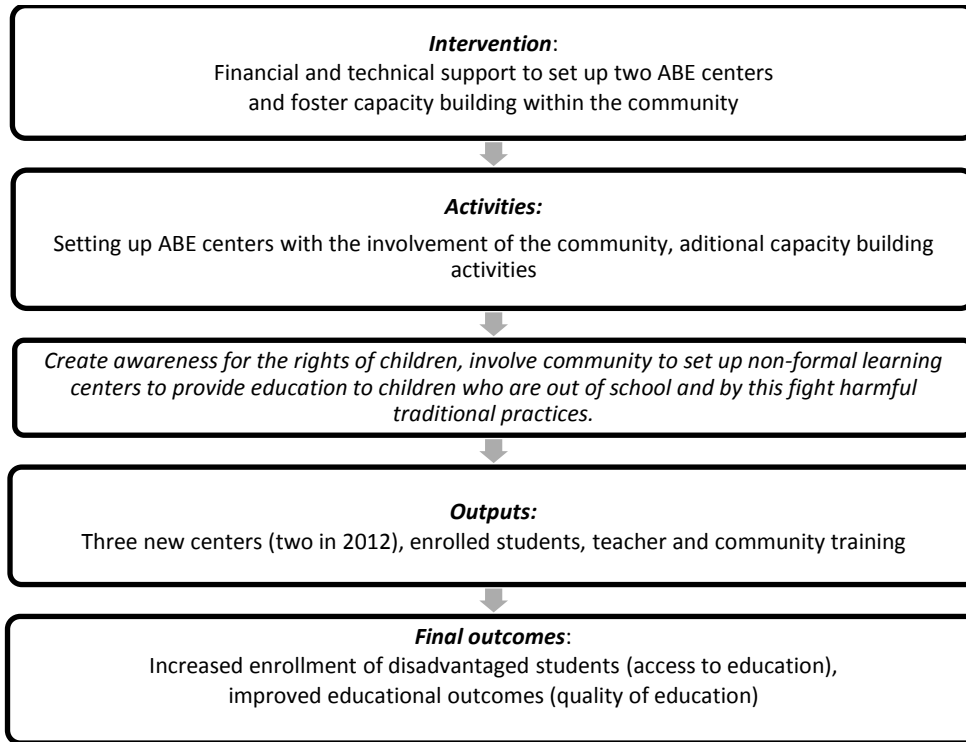 Intervention:
Financial and technical support to set up two ABE centers
and foster capacity building within the community
Activities:
Setting up ABE centers with the involvement of the community, aditional capacity building
activities
Create awareness for the rights of children, involve community to set up non-formal learning
centers to provide education to children who are out of school and by this fight harmful
traditional practices.
Outputs:
Three new centers (two in 2012), enrolled students, teacher and community training
Final outcomes:
Increased enrollment of disadvantaged students (access to education),
improved educational outcomes (quality of education)